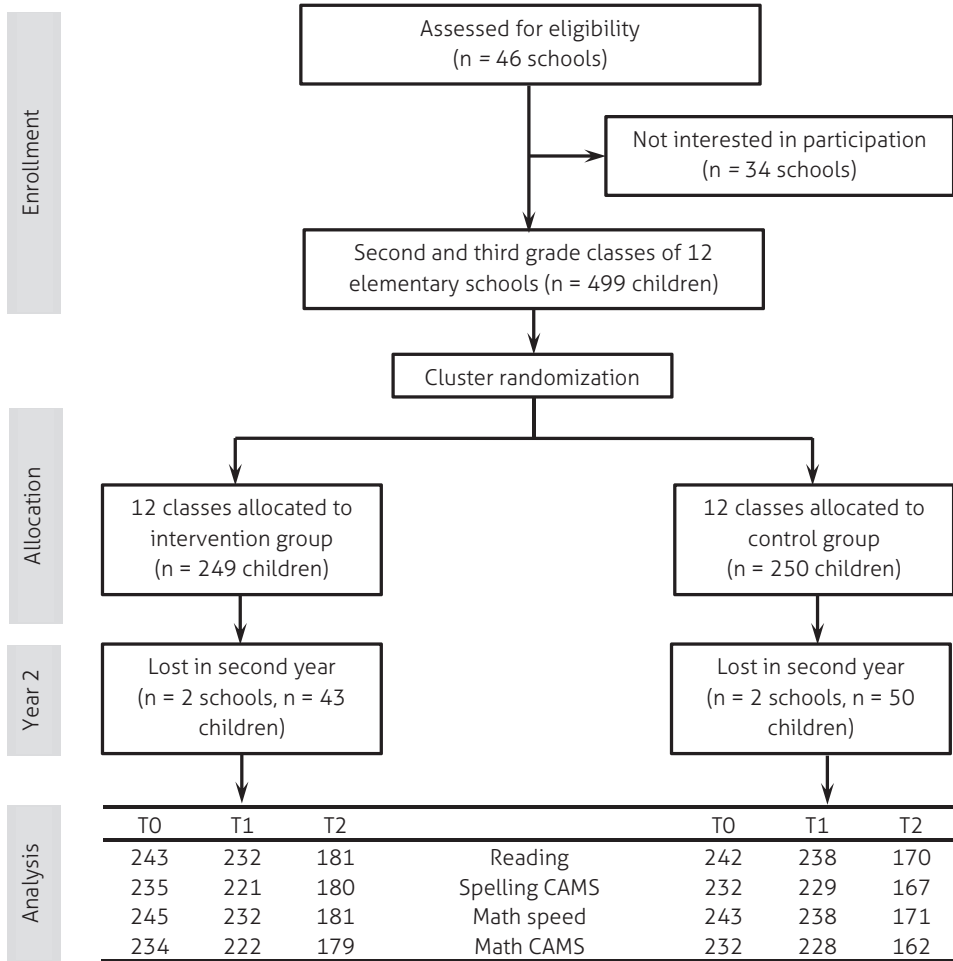 Enrollment
Assessed for eligibility
(n = 46 schools)
Not interested in participation
(n = 34 schools)
Second and third grade classes of 12
elementary schools (n = 499 children)
Cluster randomization
Allocation
12 classes allocated to
intervention group
(n = 249 children)
12 classes allocated to
control group
(n = 250 children)
Year 2
Lost in second year
(n = 2 schools, n = 43
children)
Lost in second year
(n = 2 schools, n = 50
children)
Analysis
T0 T1 T2 T0 T1 T2
243 232 181 Reading 242 238 170
235 221 180 Spelling CAMS 232 229 167
245 232 181 Math speed 243 238 171
234 222 179 Math CAMS 232 228 162